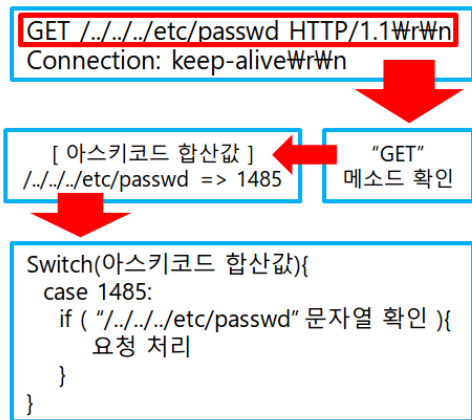 GET /../../../etc/passwd HTTP/1.1₩r₩n
Connection: keep-alive₩r₩n
[ 아스키코드 합산값 ]
/../../../etc/passwd => 1485
“GET”
메소드 확인
Switch(아스키코드 합산값){
case 1485:
if ( “/../../../etc/passwd” 문자열 확인 ){
요청 처리
}
}